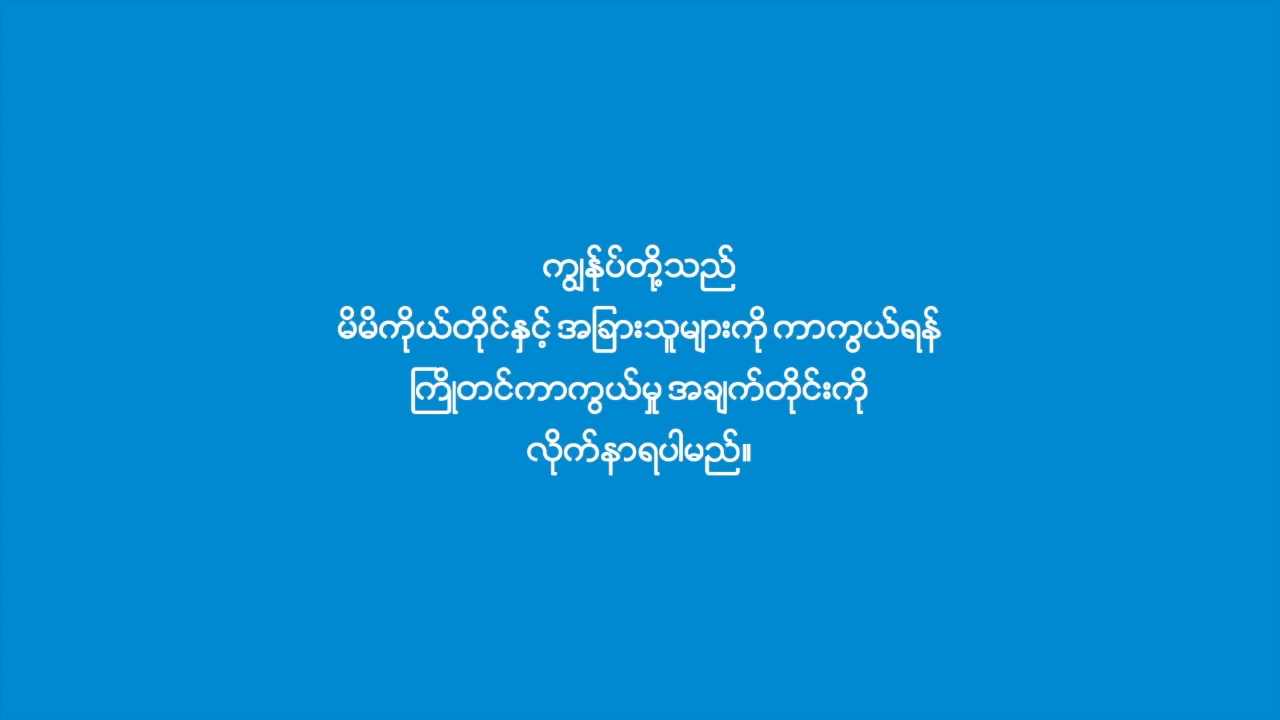 ကျွန်ုပ်တို့သည်
မိမိကိုယ်တိုင်နှင့် အခြားသူများကို ကာကွယ်ရန်
ကြိုတင်ကာကွယ်မှု အချက်တိုင်းကို
လိုက်နာရပါမည်။